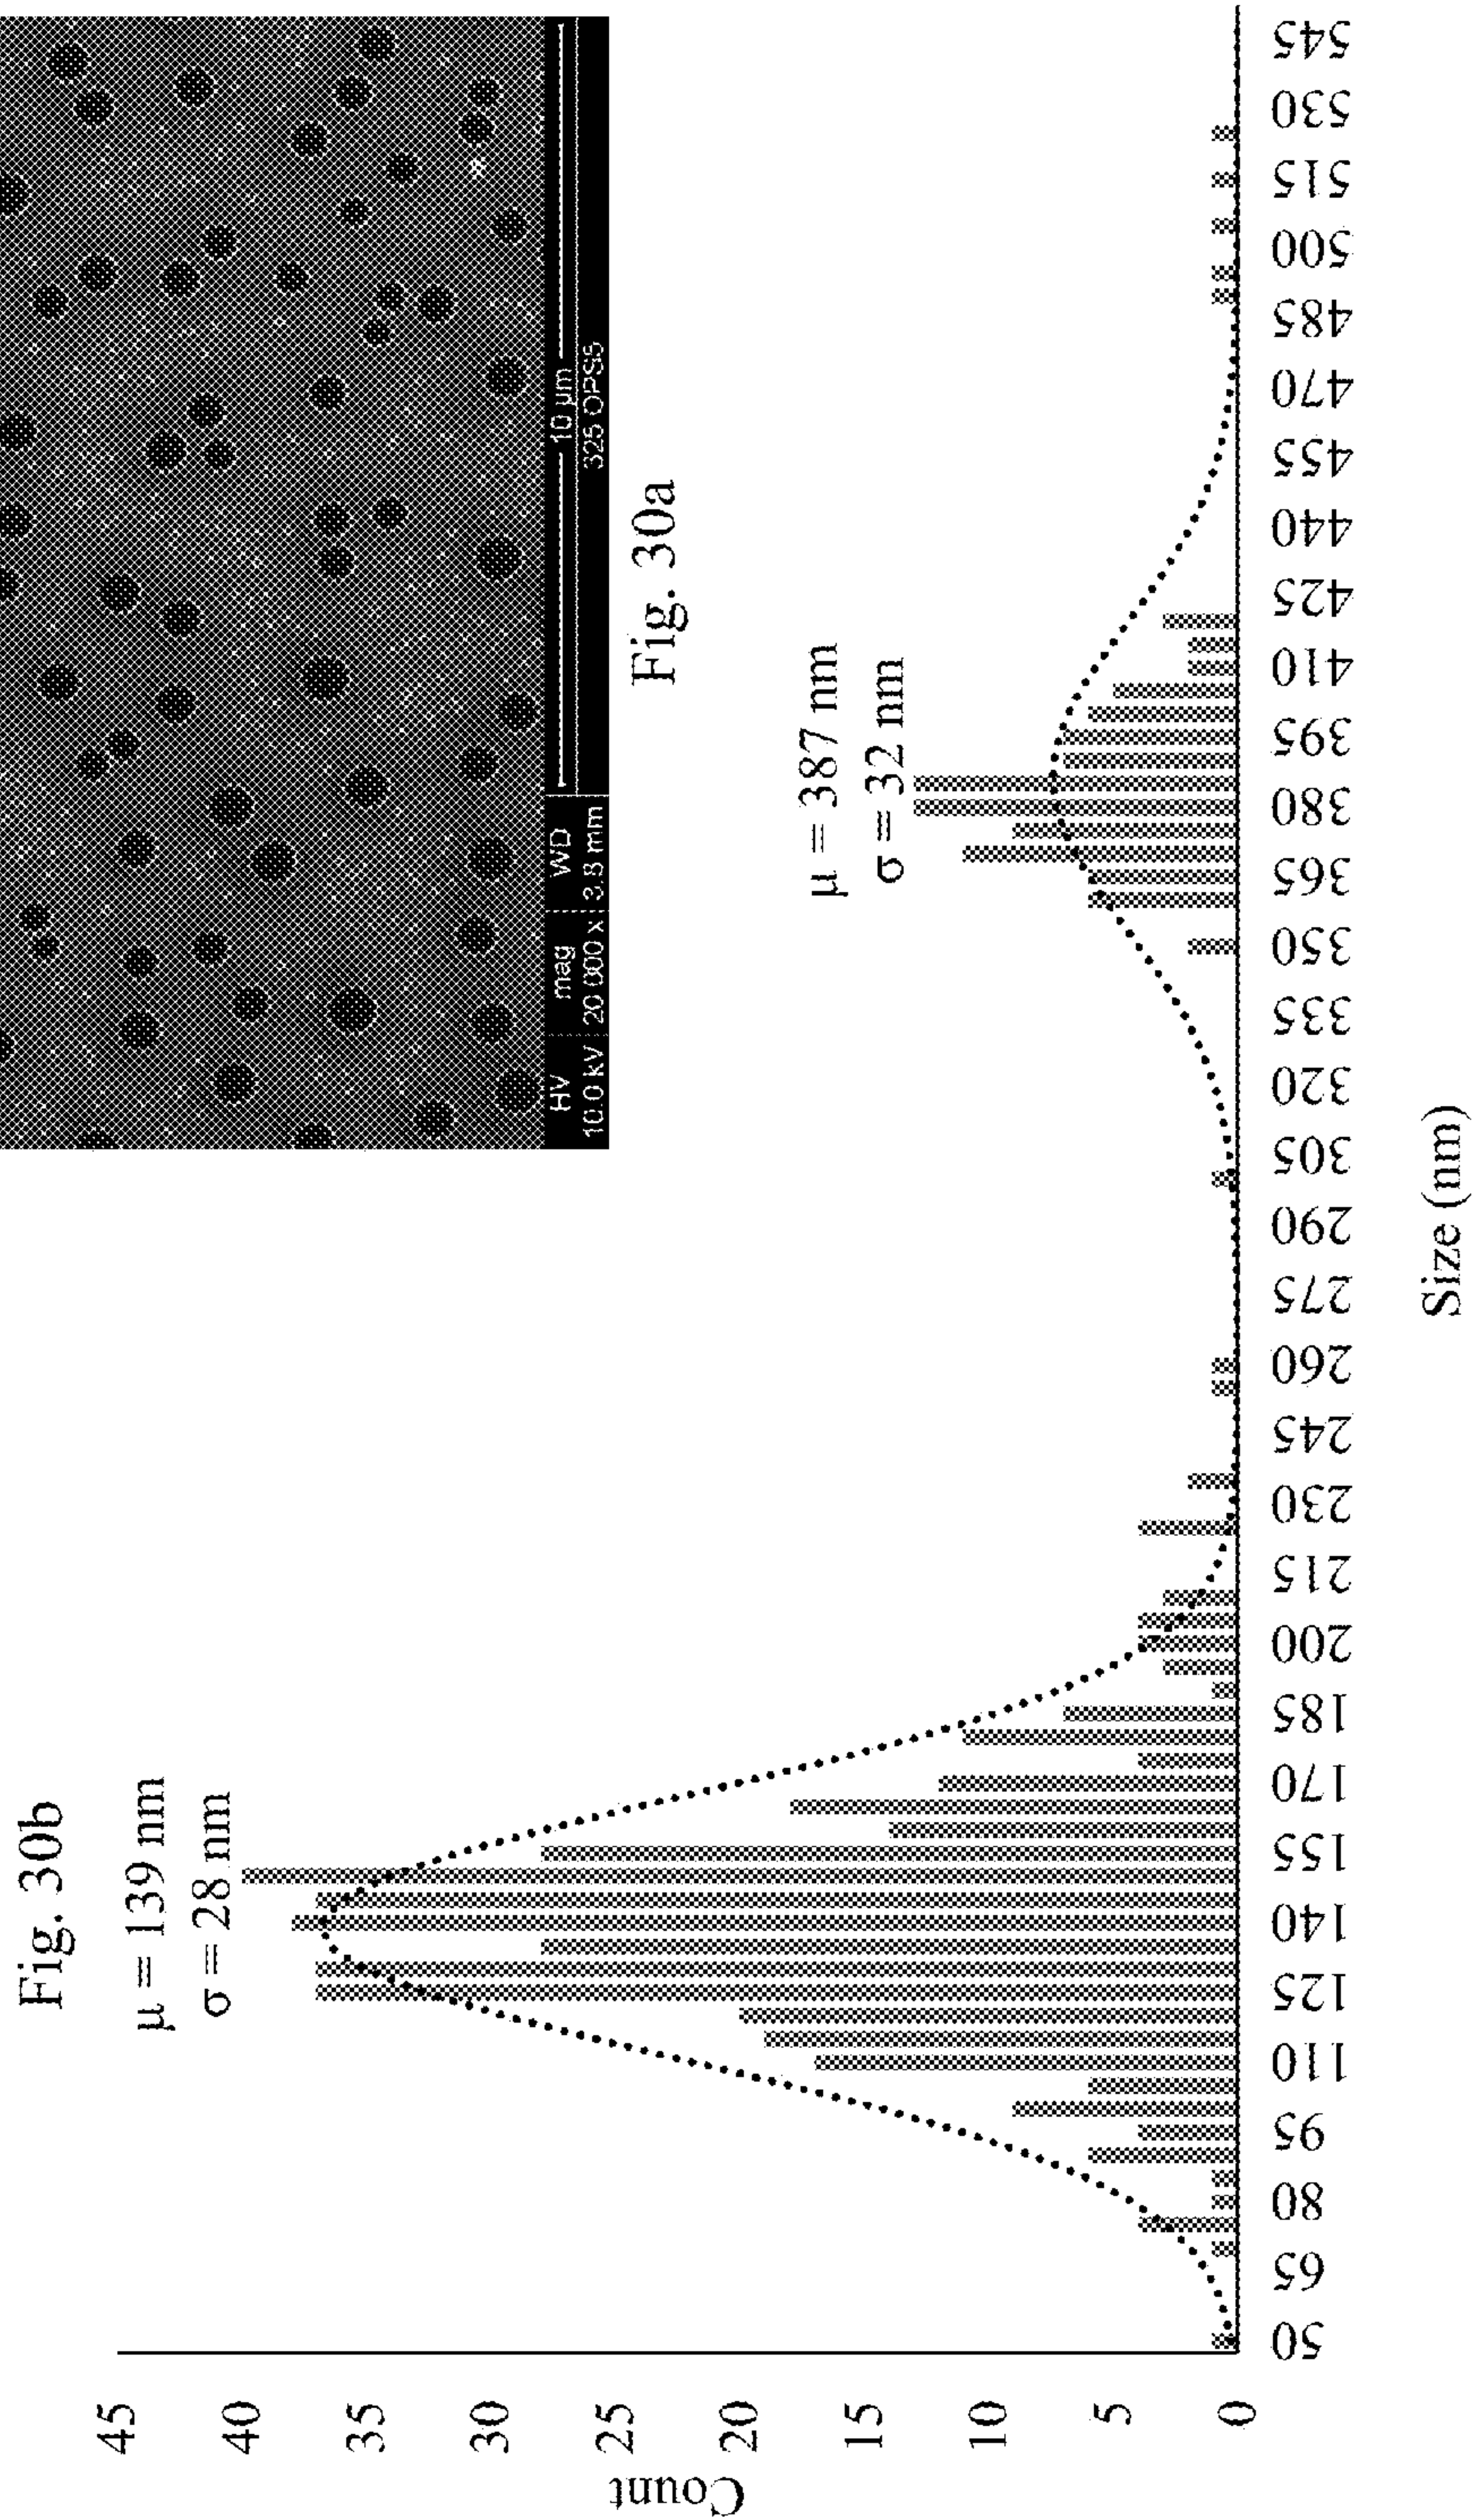 HV mag WD 10 µm
10.0 kV 20 000 x 3.8 mm 325 OPS5
Fig. 30a
Fig. 30b
µ = 139 nm
σ = 28 nm
µ = 387 nm
σ = 32 nm
Count
45
40
35
30
25
20
15
10
5
0
50 65 80 95 110 125 140 155 170 185 200 215 230 245 260 275 290 305 320 335 350 365 380 395 410 425 440 455 470 485 500 515 530 545
Size (nm)